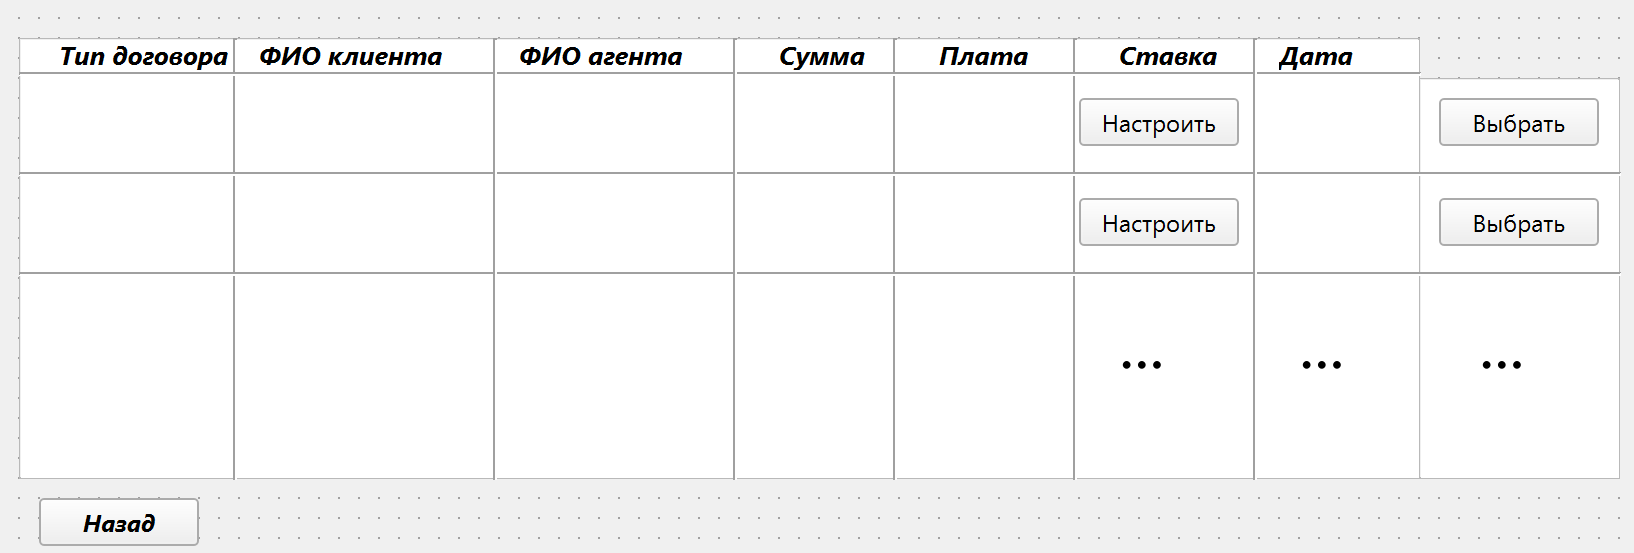 Тип договора ФИО клиента ФИО агента Сумма Плата Ставка Дата
Настроить Выбрать
Настроить Выбрать
... ... ...
Назад